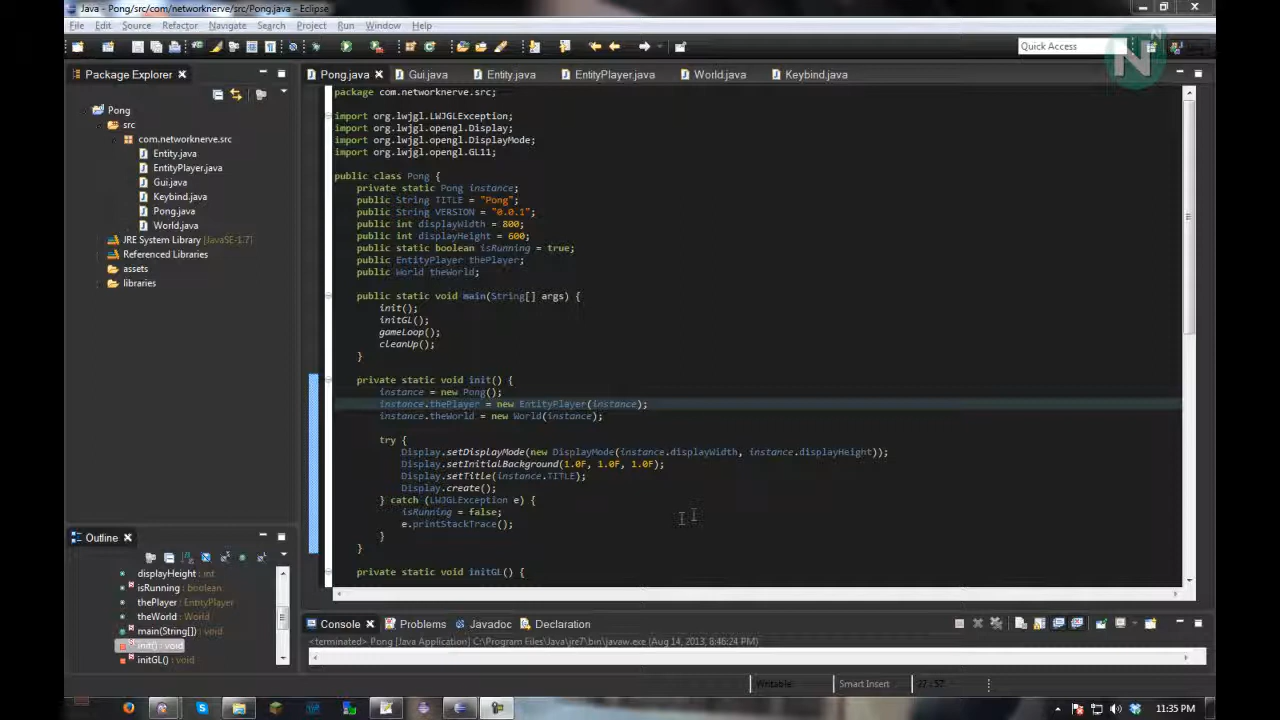 Java - Pong/src/com/networknerve/src/Pong.java - Eclipse
File Edit Source Refactor Navigate Search Project Run Window Help
Quick Access
N
Package Explorer
Pong.java Gui.java Entity.java EntityPlayer.java World.java Keybind.java
Pong
src
com.networknerve.src
Entity.java
EntityPlayer.java
Gui.java
Keybind.java
Pong.java
World.java
JRE System Library [JavaSE-1.7]
Referenced Libraries
assets
libraries
package com.networknerve.src;
import org.lwjgl.LWJGLException;
import org.lwjgl.opengl.Display;
import org.lwjgl.opengl.DisplayMode;
import org.lwjgl.opengl.GL11;
public class Pong {
private static Pong instance;
public String TITLE = "Pong";
public String VERSION = "0.0.1";
public int displayWidth = 800;
public int displayHeight = 600;
public static boolean isRunning = true;
public EntityPlayer thePlayer;
public World theWorld;
public static void main(String[] args) {
init();
initGL();
gameLoop();
cleanUp();
}
private static void init() {
instance = new Pong();
instance.thePlayer = new EntityPlayer(instance);
instance.theWorld = new World(instance);
try {
Display.setDisplayMode(new DisplayMode(instance.displayWidth, instance.displayHeight));
Display.setInitialBackground(1.0F, 1.0F, 1.0F);
Display.setTitle(instance.TITLE);
Display.create();
} catch (LWJGLException e) {
isRunning = false;
e.printStackTrace();
}
}
private static void initGL() {
Outline
displayHeight : int
isRunning : boolean
thePlayer : EntityPlayer
theWorld : World
main(String[]) : void
init() : void
initGL() : void
Console Problems Javadoc Declaration
<terminated> Pong [Java Application] C:\Program Files\Java\jre7\bin\javaw.exe (Aug 14, 2013, 8:46:24 PM)
Writable Smart Insert 27 : 57
11:35 PM